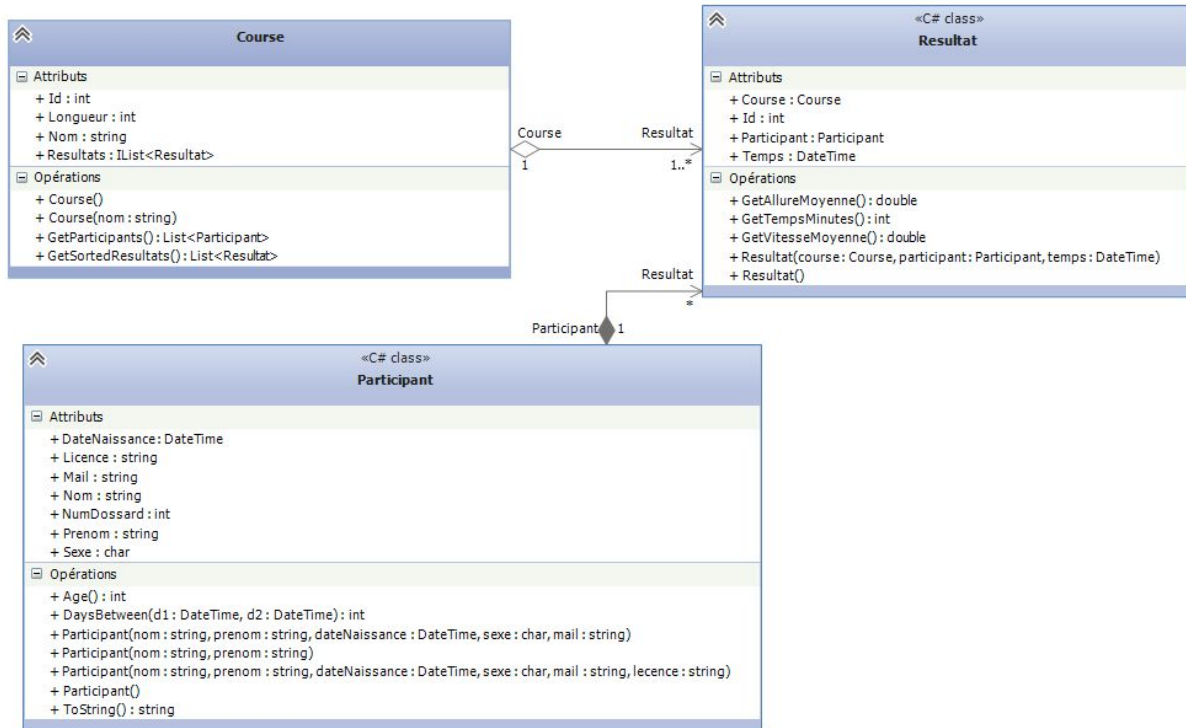 Course
Attributs
+ Id : int
+ Longueur : int
+ Nom : string
+ Resultats : IList<Resultat>
Opérations
+ Course()
+ Course(nom : string)
+ GetParticipants() : List<Participant>
+ GetSortedResultats() : List<Resultat>
Course
1
Resultat
1..*
«C# class»
Resultat
Attributs
+ Course : Course
+ Id : int
+ Participant : Participant
+ Temps : DateTime
Opérations
+ GetAllureMoyenne() : double
+ GetTempsMinutes() : int
+ GetVitesseMoyenne() : double
+ Resultat(course : Course, participant : Participant, temps : DateTime)
+ Resultat()
Resultat
*
Participant 1
«C# class»
Participant
Attributs
+ DateNaissance : DateTime
+ Licence : string
+ Mail : string
+ Nom : string
+ NumDossard : int
+ Prenom : string
+ Sexe : char
Opérations
+ Age() : int
+ DaysBetween(d1 : DateTime, d2 : DateTime) : int
+ Participant(nom : string, prenom : string, dateNaissance : DateTime, sexe : char, mail : string)
+ Participant(nom : string, prenom : string)
+ Participant(nom : string, prenom : string, dateNaissance : DateTime, sexe : char, mail : string, lecence : string)
+ Participant()
+ ToString() : string